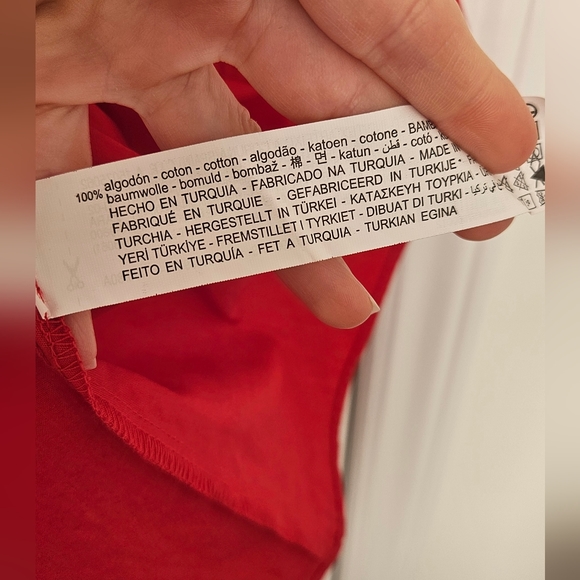 100% algodón - coton - cotton - algodão - katoen - cotone -
baumwolle - bomuld - bombaž - 棉 - 면 - katun - قطن - cotó -
HECHO EN TURQUIA - FABRICADO NA TURQUIA - MADE IN
FABRIQUÉ EN TURQUIE - GEFABRICEERD IN TURKIJE -
TURCHIA - HERGESTELLT IN TÜRKEI - ΚΑΤΑΣΚΕΥΗ ΤΟΥΡΚΙΑ -
YERİ TÜRKİYE - FREMSTILLET I TYRKIET - DIBUAT DI TURKI -
FEITO EN TURQUÍA - FET A TURQUIA - TURKIAN EGINA